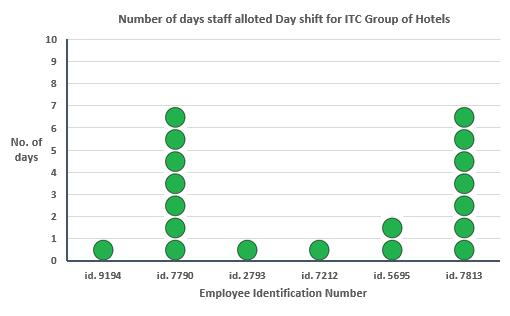 Number of days staff alloted Day shift for ITC Group of Hotels
10
9
8
7
6
5
4
3
2
1
0
No. of
days
id. 9194 id. 7790 id. 2793 id. 7212 id. 5695 id. 7813
Employee Identification Number